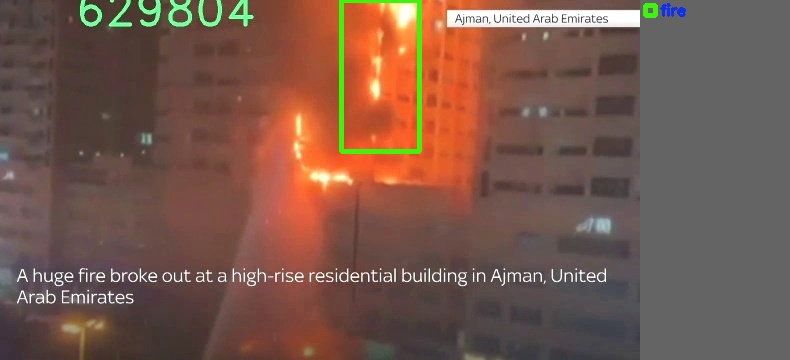 629804
Ajman, United Arab Emirates
fire
A huge fire broke out at a high-rise residential building in Ajman, United
Arab Emirates